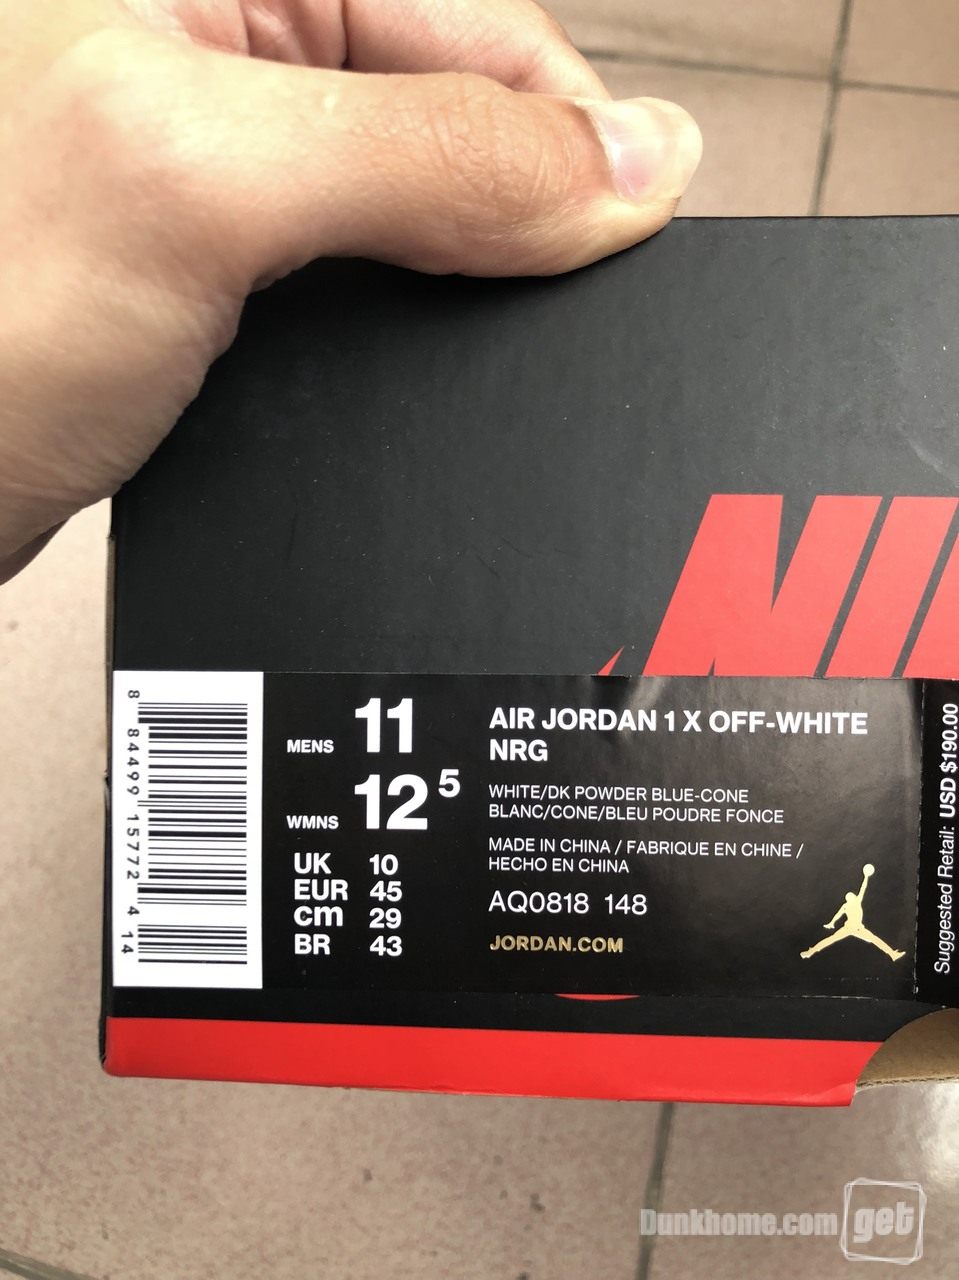 NI
8 84499 15772 4 14
MENS 11
WMNS 12 5
UK 10
EUR 45
cm 29
BR 43
AIR JORDAN 1 X OFF-WHITE
NRG
WHITE/DK POWDER BLUE-CONE
BLANC/CONE/BLEU POUDRE FONCE
MADE IN CHINA / FABRIQUE EN CHINE /
HECHO EN CHINA
AQ0818 148
JORDAN.COM
Suggested Retail: USD $190.00
Dunkhome.com get